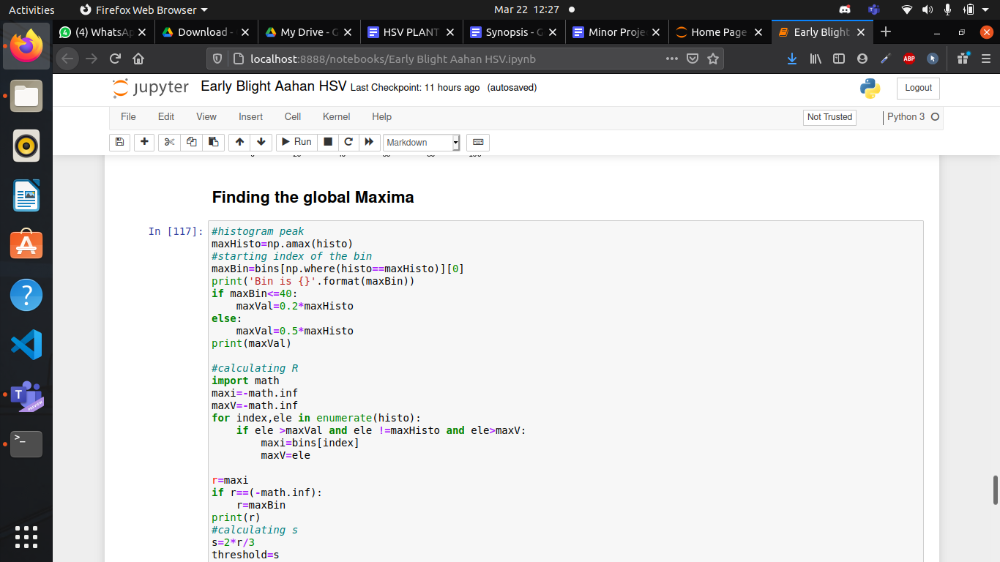 Activities
Firefox Web Browser
Mar 22 12:27
(4) WhatsAp
Download -
My Drive - G
HSV PLANT
Synopsis - G
Minor Proje
Home Page
Early Blight
localhost:8888/notebooks/Early Blight Aahan HSV.ipynb
ABP
jupyter Early Blight Aahan HSV Last Checkpoint: 11 hours ago (autosaved)
Logout
File Edit View Insert Cell Kernel Help
Not Trusted
Python 3
Run
Markdown
0 20 40 60 80 100
Finding the global Maxima
In [117]:
#histogram peak
maxHisto=np.amax(histo)
#starting index of the bin
maxBin=bins[np.where(histo==maxHisto)][0]
print('Bin is {}'.format(maxBin))
if maxBin<=40:
    maxVal=0.2*maxHisto
else:
    maxVal=0.5*maxHisto
print(maxVal)
#calculating R
import math
maxi=-math.inf
maxV=-math.inf
for index,ele in enumerate(histo):
    if ele >maxVal and ele !=maxHisto and ele>maxV:
        maxi=bins[index]
        maxV=ele
r=maxi
if r==(-math.inf):
    r=maxBin
print(r)
#calculating s
s=2*r/3
threshold=s
T
PREVIEW
>_